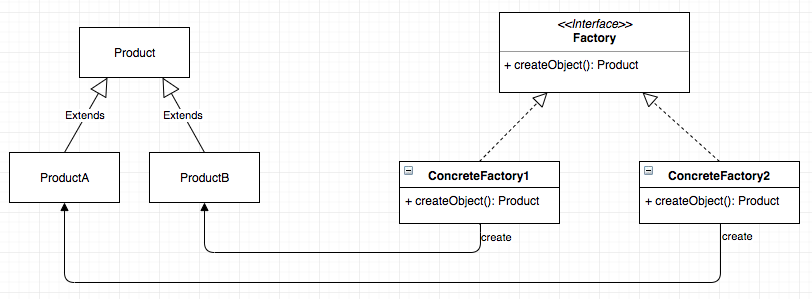 Product
Extends
Extends
ProductA
ProductB
<<Interface>>
Factory
+ createObject(): Product
ConcreteFactory1
+ createObject(): Product
ConcreteFactory2
+ createObject(): Product
create
create